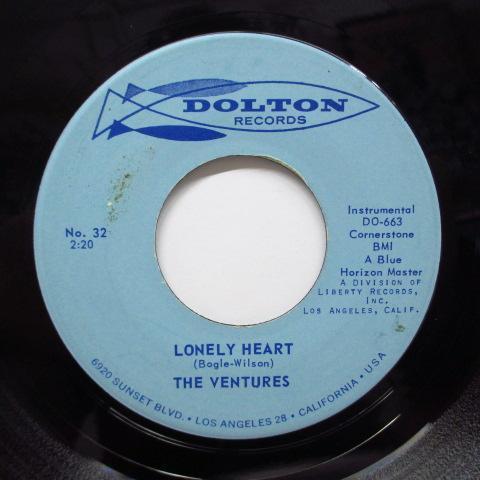 DOLTON
RECORDS
No. 32
2:20
Instrumental
DO-663
Cornerstone
BMI
A Blue
Horizon Master
A DIVISION OF
LIBERTY RECORDS,
INC.
LOS ANGELES, CALIF.
LONELY HEART
(Bogle-Wilson)
THE VENTURES
6920 SUNSET BLVD. • LOS ANGELES 28 • CALIFORNIA • USA